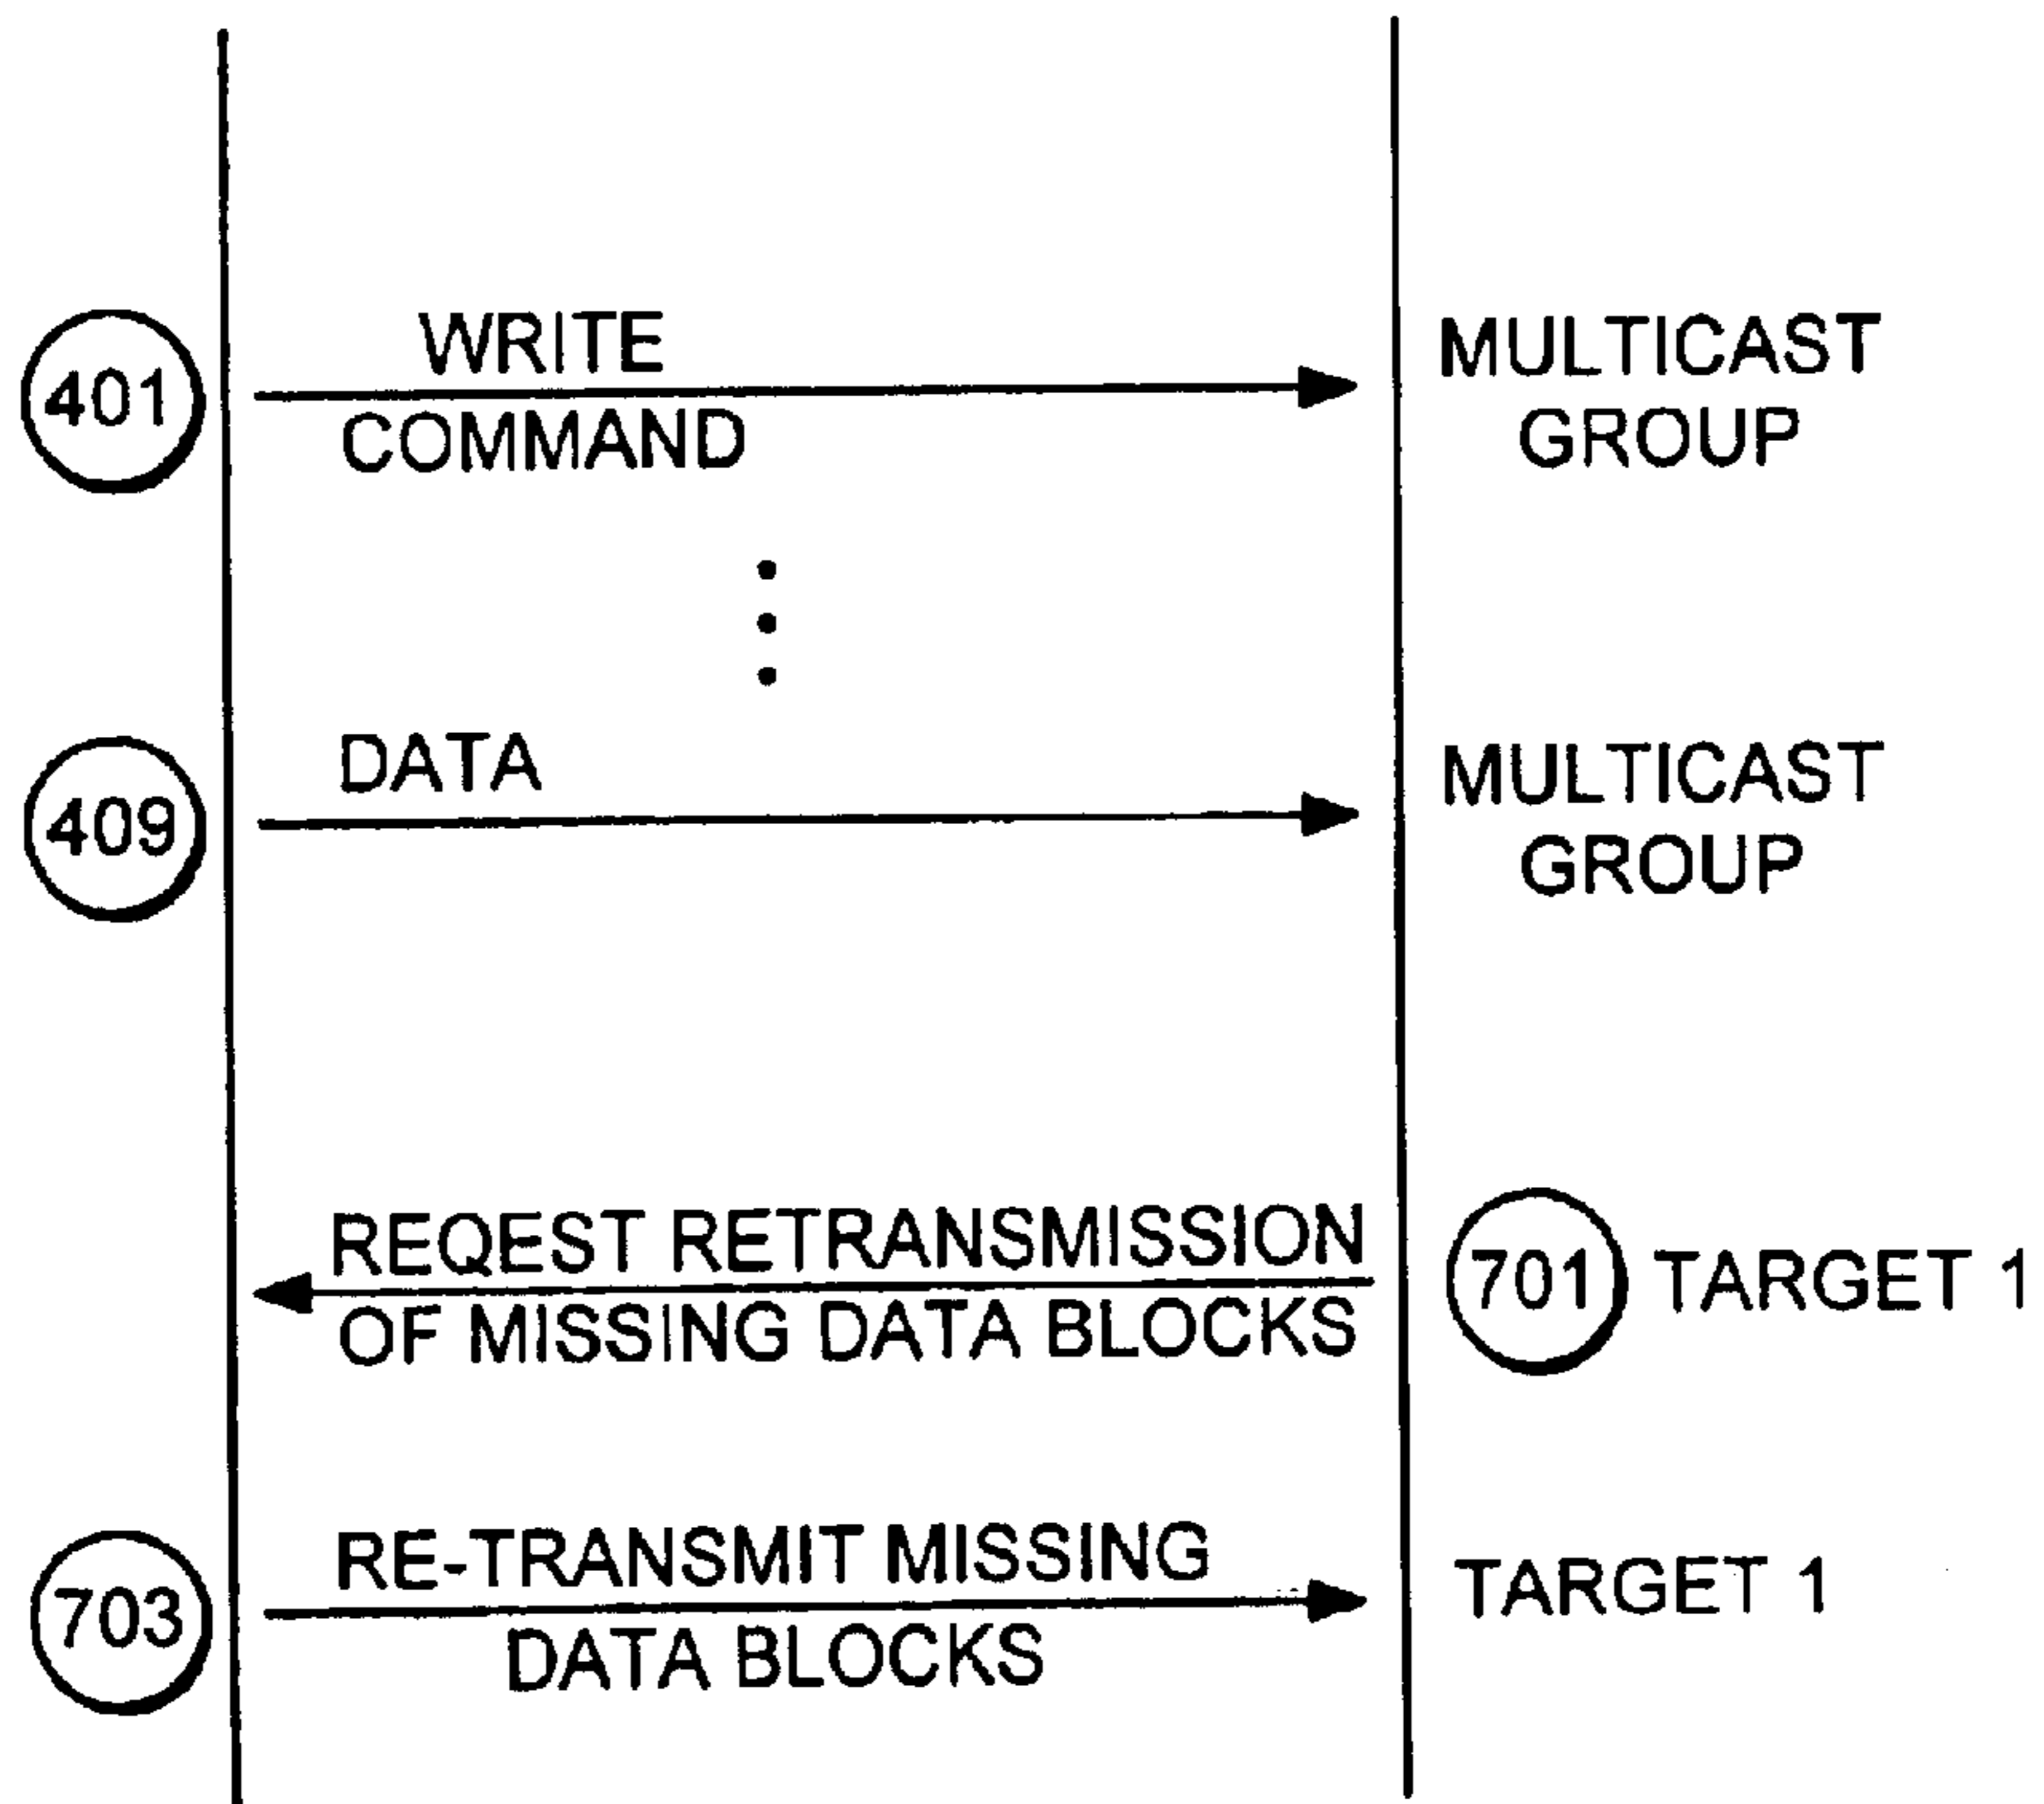 401
WRITE
COMMAND
MULTICAST
GROUP
409
DATA
MULTICAST
GROUP
REQEST RETRANSMISSION
OF MISSING DATA BLOCKS
701 TARGET 1
703
RE-TRANSMIT MISSING
DATA BLOCKS
TARGET 1